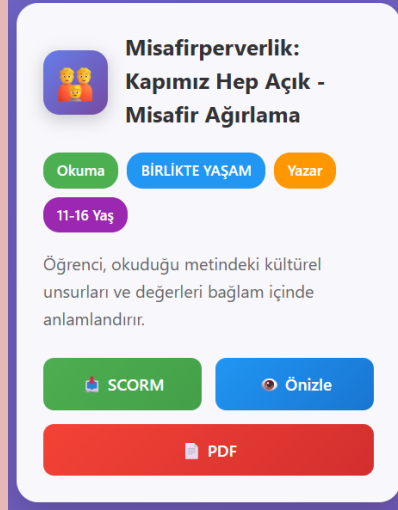 Misafirperverlik:
Kapımız Hep Açık -
Misafir Ağırlama
Okuma
BİRLİKTE YAŞAM
Yazar
11-16 Yaş
Öğrenci, okuduğu metindeki kültürel
unsurları ve değerleri bağlam içinde
anlamlandırır.
SCORM
Önizle
PDF